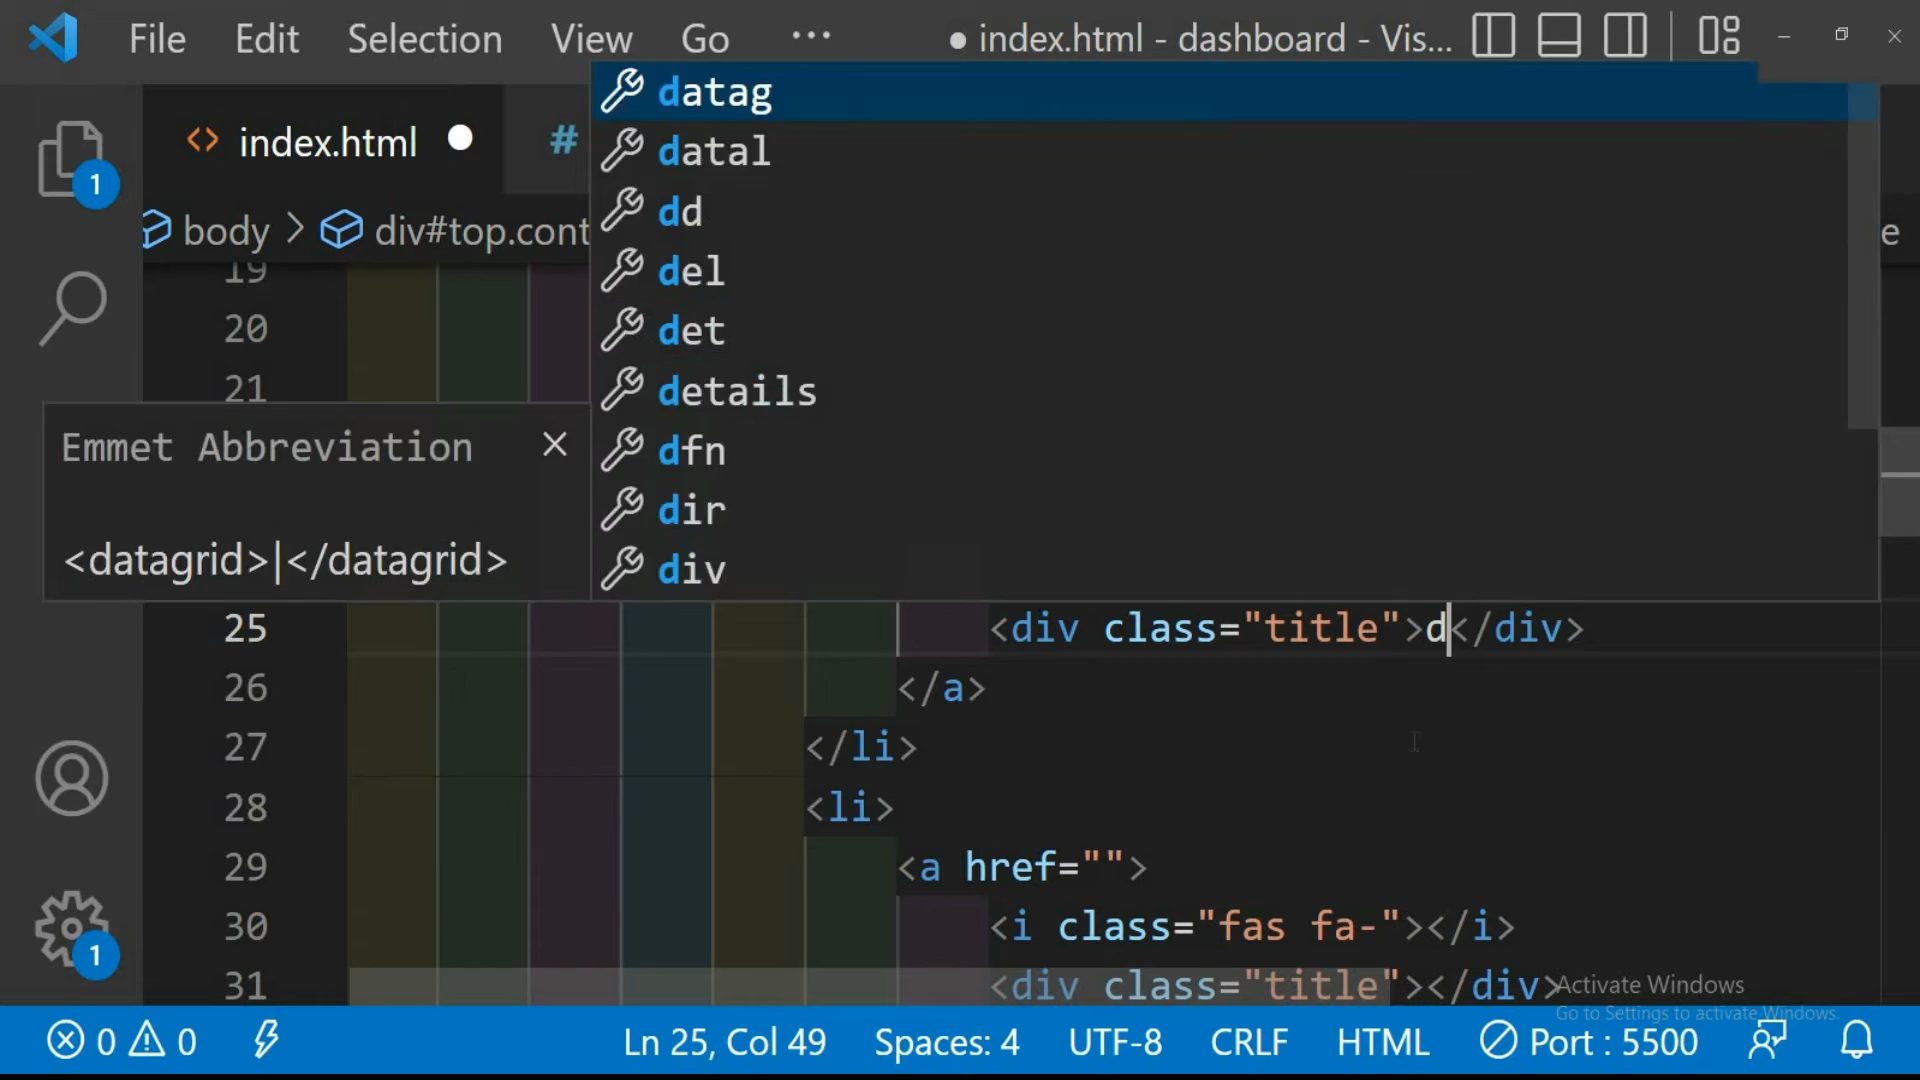 File Edit Selection View Go ··· ● index.html - dashboard - Vis...
<> index.html ● #
body > div#top.cont
e
datag
datal
dd
del
det
details
dfn
dir
div
Emmet Abbreviation ×
<datagrid>|</datagrid>
19
20
21
25 <div class="title">d</div>
26 </a>
27 </li>
28 <li>
29 <a href="">
30 <i class="fas fa-"></i>
31 <div class="title"></div>
1
1
Activate Windows
Go to Settings to activate Windows.
0 0 Ln 25, Col 49 Spaces: 4 UTF-8 CRLF HTML Port : 5500